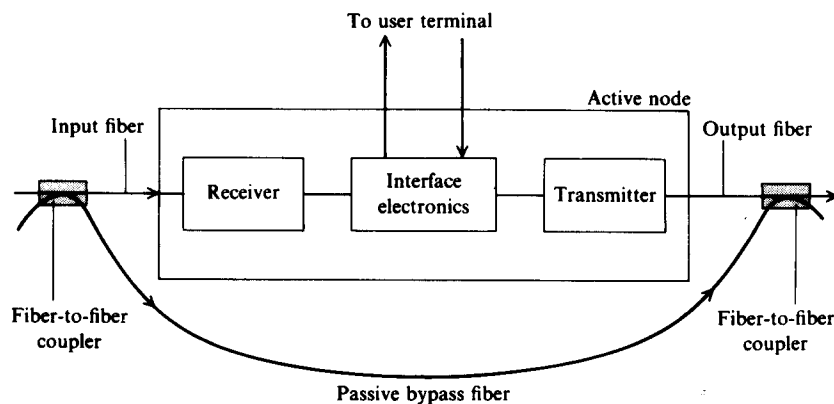 To user terminal
Active node
Input fiber
Output fiber
Receiver
Interface
electronics
Transmitter
Fiber-to-fiber
coupler
Fiber-to-fiber
coupler
Passive bypass fiber